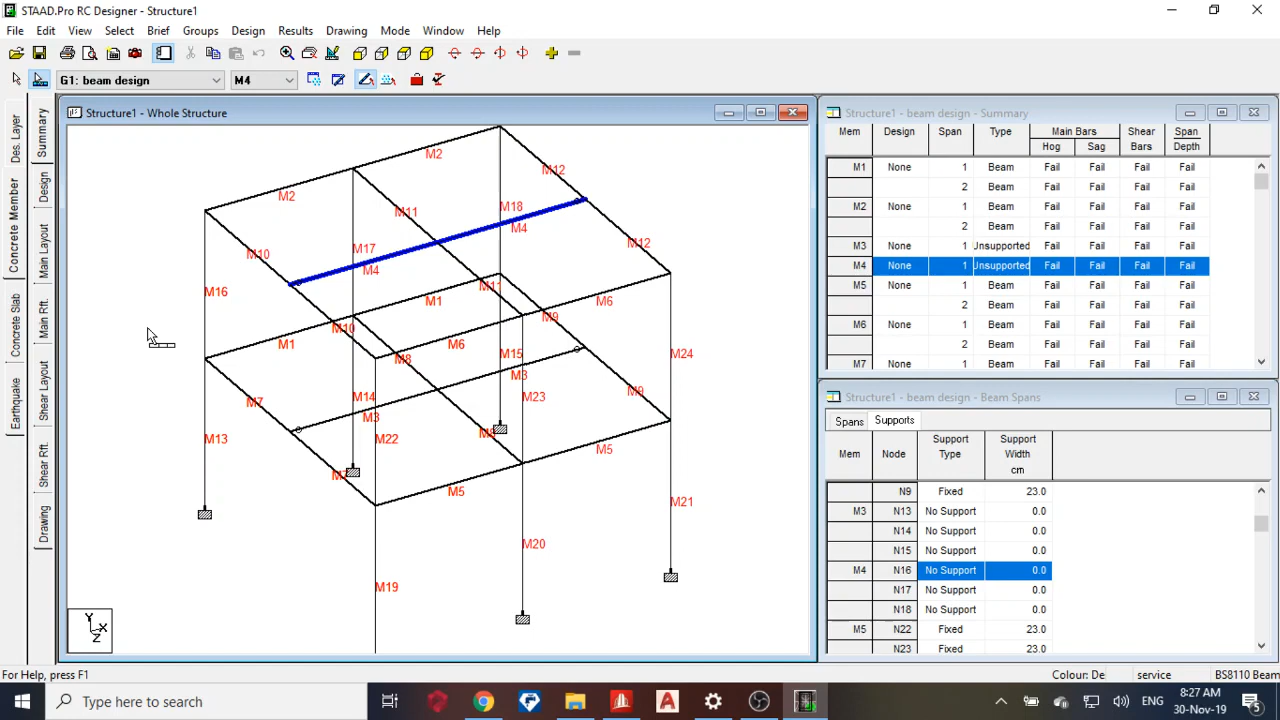 STAAD.Pro RC Designer - Structure1
File Edit View Select Brief Groups Design Results Drawing Mode Window Help
G1: beam design M4
Des. Layer
Concrete Member
Concrete Slab
Earthquake
Summary
Design
Main Layout
Main Rft.
Shear Layout
Shear Rft.
Drawing
Structure1 - Whole Structure
M2
M12
M2
M11
M18
M4
M17
M12
M10
M4
M16
M11
M1
M6
M9
M10
M1
M6
M8
M15
M24
M3
M9
M14
M23
M7
M3
M8
M13
M22
M5
M7
M5
M21
M20
M19
Y
X
Z
Structure1 - beam design - Summary
Mem Design Span Type Main Bars Shear Bars Span Depth
Hog Sag
M1 None 1 Beam Fail Fail Fail Fail
2 Beam Fail Fail Fail Fail
M2 None 1 Beam Fail Fail Fail Fail
2 Beam Fail Fail Fail Fail
M3 None 1 Unsupported Fail Fail Fail Fail
M4 None 1 Unsupported Fail Fail Fail Fail
M5 None 1 Beam Fail Fail Fail Fail
2 Beam Fail Fail Fail Fail
M6 None 1 Beam Fail Fail Fail Fail
2 Beam Fail Fail Fail Fail
M7 None 1 Beam Fail Fail Fail Fail
Structure1 - beam design - Beam Spans
Spans Supports
Mem Node Support Type Support Width cm
N9 Fixed 23.0
M3 N13 No Support 0.0
N14 No Support 0.0
N15 No Support 0.0
M4 N16 No Support 0.0
N17 No Support 0.0
N18 No Support 0.0
M5 N22 Fixed 23.0
N23 Fixed 23.0
For Help, press F1 Colour: De service BS8110 Beam
Type here to search
ENG
8:27 AM
30-Nov-19
5